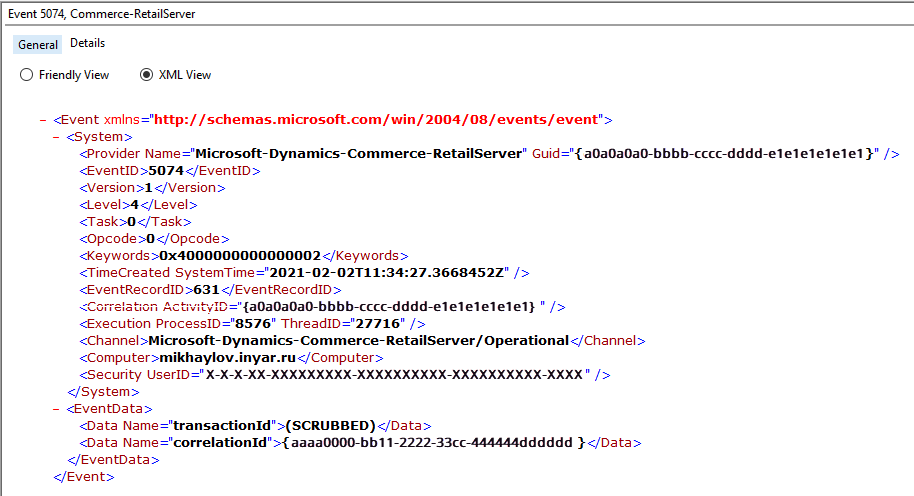 Event 5074, Commerce-RetailServer
General Details
Friendly View XML View
– <Event xmlns="http://schemas.microsoft.com/win/2004/08/events/event">
– <System>
<Provider Name="Microsoft-Dynamics-Commerce-RetailServer" Guid="{a0a0a0a0-bbbb-cccc-dddd-e1e1e1e1e1e1}" />
<EventID>5074</EventID>
<Version>1</Version>
<Level>4</Level>
<Task>0</Task>
<Opcode>0</Opcode>
<Keywords>0x4000000000000002</Keywords>
<TimeCreated SystemTime="2021-02-02T11:34:27.3668452Z" />
<EventRecordID>631</EventRecordID>
<Correlation ActivityID="{a0a0a0a0-bbbb-cccc-dddd-e1e1e1e1e1e1} " />
<Execution ProcessID="8576" ThreadID="27716" />
<Channel>Microsoft-Dynamics-Commerce-RetailServer/Operational</Channel>
<Computer>mikhaylov.inyar.ru</Computer>
<Security UserID="X-X-X-XX-XXXXXXXXX-XXXXXXXXXX-XXXXXXXXXX-XXXX" />
</System>
– <EventData>
<Data Name="transactionId">(SCRUBBED)</Data>
<Data Name="correlationId">{aaaa0000-bb11-2222-33cc-444444dddddd }</Data>
</EventData>
</Event>